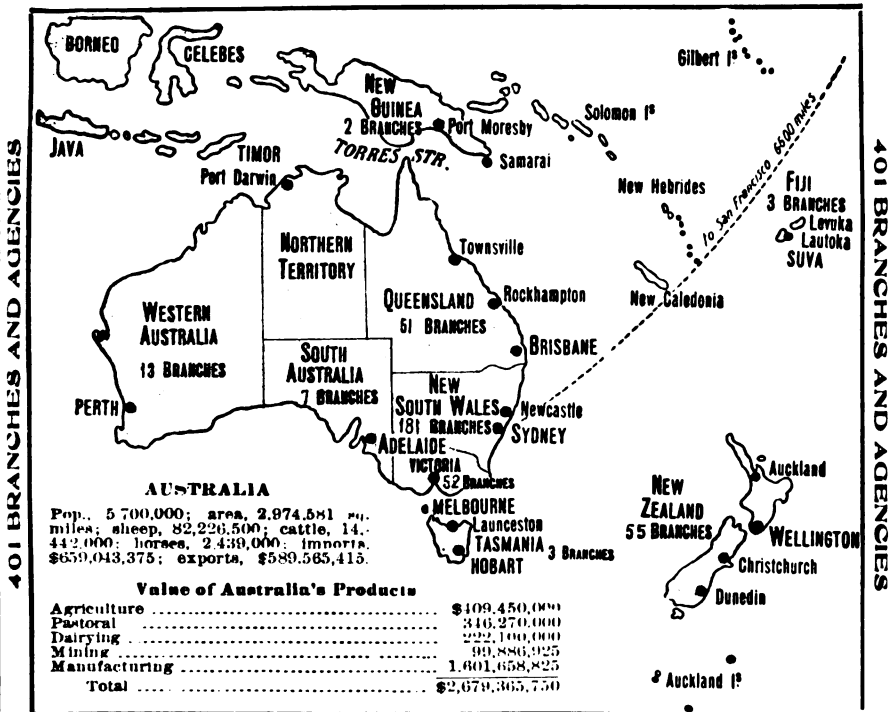 401 BRANCHES AND AGENCIES
BORNEO
CELEBES
Gilbert Is
NEW
GUINEA
2 BRANCHES
Port Moresby
Solomon Is
JAVA
TIMOR
TORRES STR.
Samarai
Port Darwin
New Hebrides
To San Francisco 6600 miles
FIJI
3 BRANCHES
Levuka
Lautoka
SUVA
NORTHERN
TERRITORY
Townsville
New Caledonia
QUEENSLAND
51 BRANCHES
Rockhampton
WESTERN
AUSTRALIA
13 BRANCHES
BRISBANE
SOUTH
AUSTRALIA
7 BRANCHES
NEW
SOUTH WALES
181 BRANCHES
Newcastle
SYDNEY
PERTH
ADELAIDE
VICTORIA
52 BRANCHES
MELBOURNE
Launceston
TASMANIA
3 BRANCHES
HOBART
Auckland
NEW
ZEALAND
55 BRANCHES
WELLINGTON
Christchurch
Dunedin
Auckland Is
AUSTRALIA
Pop., 5 700,000; area, 2,974,581 sq.
miles; sheep, 82,226,500; cattle, 14,-
442,000; horses, 2,439,000; imports,
$659,043,375; exports, $589,565,415.
Value of Australia's Products
Agriculture ........ $409,450,000
Pastoral ........ 346,270,000
Dairying ........ 222,100,000
Mining ........ 99,886,925
Manufacturing ........ 1,601,658,825
Total ........ $2,679,365,750
401 BRANCHES AND AGENCIES